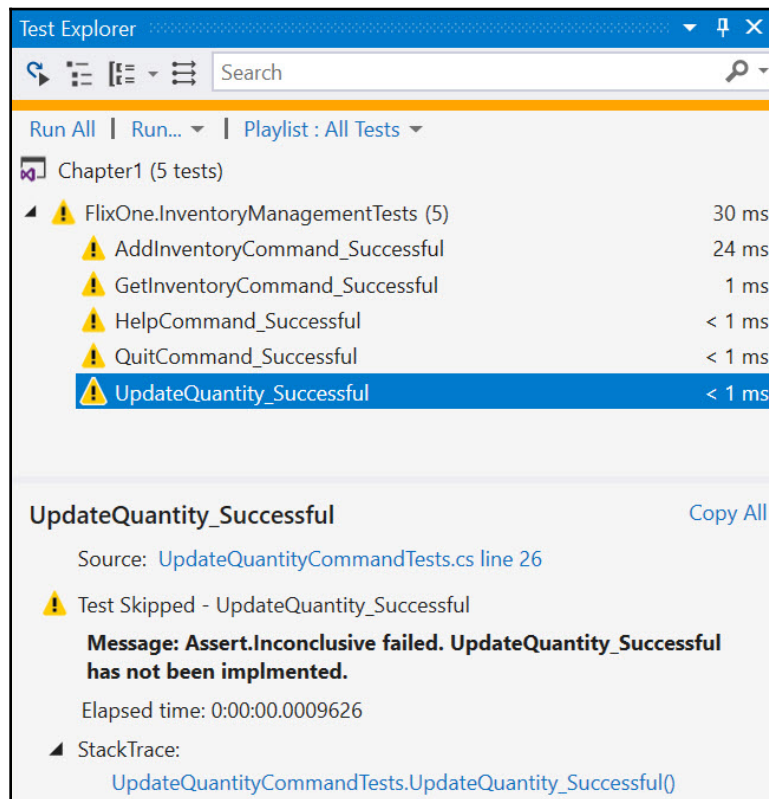 Test Explorer
Search
Run All | Run... | Playlist : All Tests
Chapter1 (5 tests)
FlixOne.InventoryManagementTests (5) 30 ms
AddInventoryCommand_Successful 24 ms
GetInventoryCommand_Successful 1 ms
HelpCommand_Successful < 1 ms
QuitCommand_Successful < 1 ms
UpdateQuantity_Successful < 1 ms
UpdateQuantity_Successful Copy All
Source: UpdateQuantityCommandTests.cs line 26
Test Skipped - UpdateQuantity_Successful
Message: Assert.Inconclusive failed. UpdateQuantity_Successful
has not been implmented.
Elapsed time: 0:00:00.0009626
StackTrace:
UpdateQuantityCommandTests.UpdateQuantity_Successful()